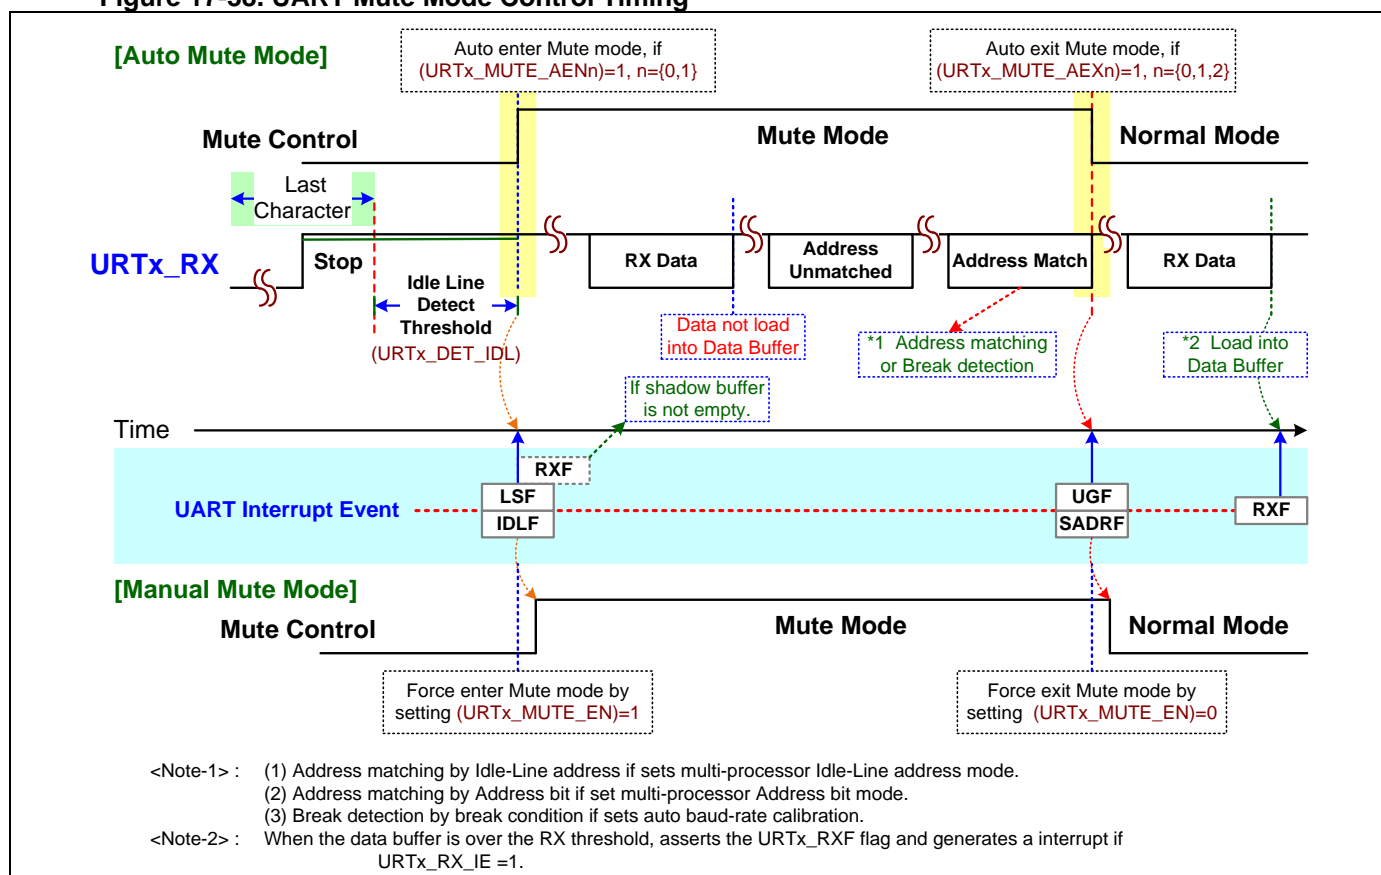 Figure 17-38. UART Mute Mode Control Timing
[Auto Mute Mode]
Auto enter Mute mode, if
(URTx_MUTE_AENn)=1, n={0,1}
Auto exit Mute mode, if
(URTx_MUTE_AEXn)=1, n={0,1,2}
Mute Control
Mute Mode
Normal Mode
Last
Character
URTx_RX
Stop
RX Data
Address
Unmatched
Address Match
RX Data
Idle Line
Detect
Threshold
(URTx_DET_IDL)
Data not load
into Data Buffer
*1 Address matching
or Break detection
*2 Load into
Data Buffer
If shadow buffer
is not empty.
Time
RXF
LSF
IDLF
UART Interrupt Event
UGF
SADRF
RXF
[Manual Mute Mode]
Mute Control
Mute Mode
Normal Mode
Force enter Mute mode by
setting (URTx_MUTE_EN)=1
Force exit Mute mode by
setting (URTx_MUTE_EN)=0
<Note-1> : (1) Address matching by Idle-Line address if sets multi-processor Idle-Line address mode.
(2) Address matching by Address bit if set multi-processor Address bit mode.
(3) Break detection by break condition if sets auto baud-rate calibration.
<Note-2> : When the data buffer is over the RX threshold, asserts the URTx_RXF flag and generates a interrupt if
URTx_RX_IE =1.